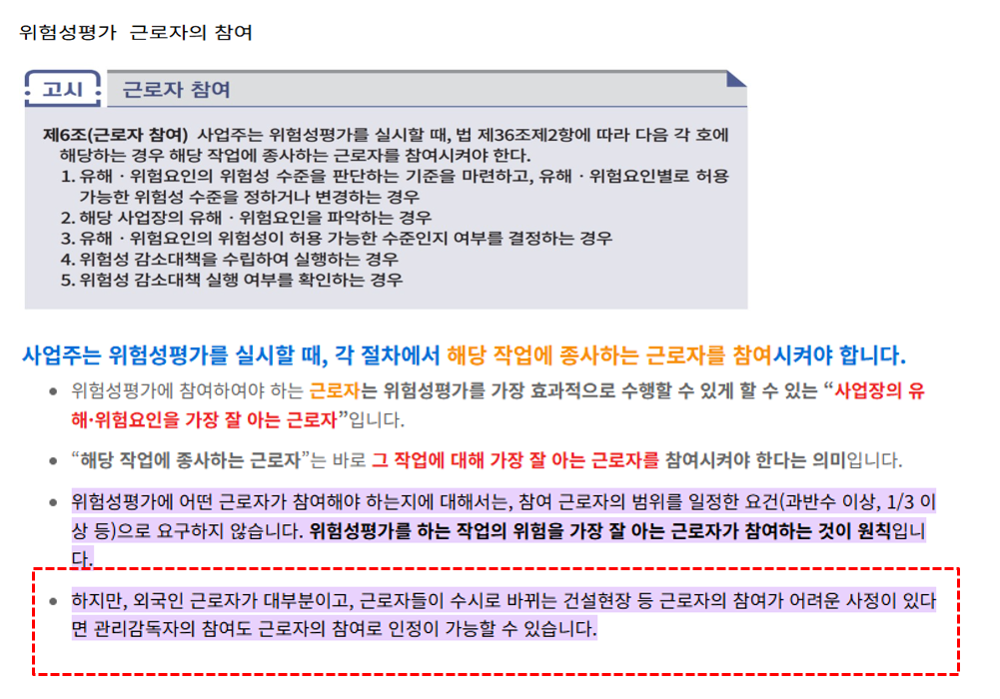 위험성평가 근로자의 참여
고시
근로자 참여
제6조(근로자 참여) 사업주는 위험성평가를 실시할 때, 법 제36조제2항에 따라 다음 각 호에
해당하는 경우 해당 작업에 종사하는 근로자를 참여시켜야 한다.
1. 유해 · 위험요인의 위험성 수준을 판단하는 기준을 마련하고, 유해 · 위험요인별로 허용
가능한 위험성 수준을 정하거나 변경하는 경우
2. 해당 사업장의 유해 · 위험요인을 파악하는 경우
3. 유해 · 위험요인의 위험성이 허용 가능한 수준인지 여부를 결정하는 경우
4. 위험성 감소대책을 수립하여 실행하는 경우
5. 위험성 감소대책 실행 여부를 확인하는 경우
사업주는 위험성평가를 실시할 때, 각 절차에서 해당 작업에 종사하는 근로자를 참여시켜야 합니다.
• 위험성평가에 참여하여야 하는 근로자는 위험성평가를 가장 효과적으로 수행할 수 있게 할 수 있는 “사업장의 유
해·위험요인을 가장 잘 아는 근로자”입니다.
• “해당 작업에 종사하는 근로자”는 바로 그 작업에 대해 가장 잘 아는 근로자를 참여시켜야 한다는 의미입니다.
• 위험성평가에 어떤 근로자가 참여해야 하는지에 대해서는, 참여 근로자의 범위를 일정한 요건(과반수 이상, 1/3 이
상 등)으로 요구하지 않습니다. 위험성평가를 하는 작업의 위험을 가장 잘 아는 근로자가 참여하는 것이 원칙입니
다.
• 하지만, 외국인 근로자가 대부분이고, 근로자들이 수시로 바뀌는 건설현장 등 근로자의 참여가 어려운 사정이 있다
면 관리감독자의 참여도 근로자의 참여로 인정이 가능할 수 있습니다.